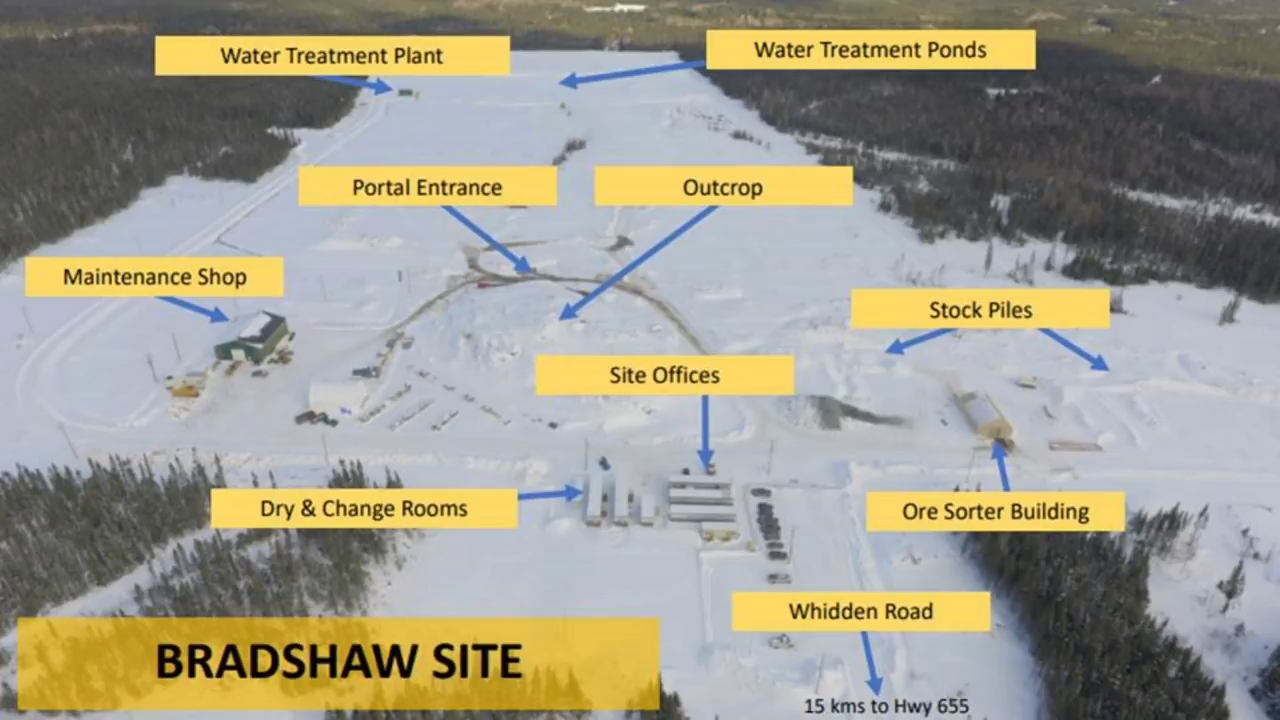 Water Treatment Plant
Water Treatment Ponds
Portal Entrance
Outcrop
Maintenance Shop
Stock Piles
Site Offices
Dry & Change Rooms
Ore Sorter Building
Whidden Road
BRADSHAW SITE
15 kms to Hwy 655